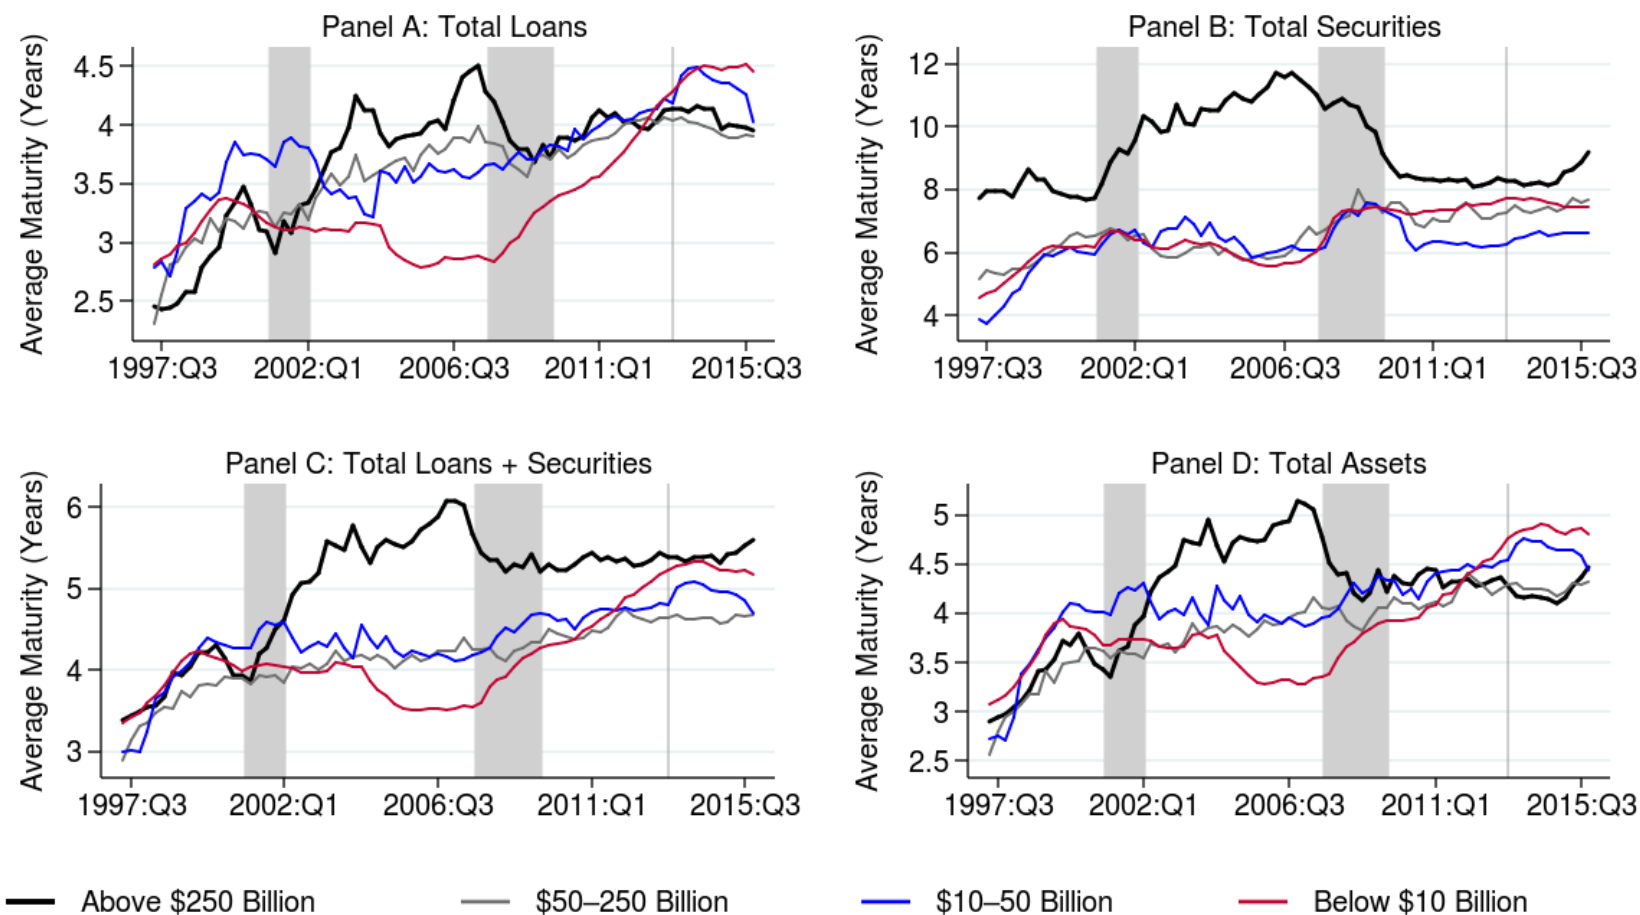 Panel A: Total Loans
Average Maturity (Years)
4.5
4
3.5
3
2.5
1997:Q3 2002:Q1 2006:Q3 2011:Q1 2015:Q3
Panel B: Total Securities
Average Maturity (Years)
12
10
8
6
4
1997:Q3 2002:Q1 2006:Q3 2011:Q1 2015:Q3
Panel C: Total Loans + Securities
Average Maturity (Years)
6
5
4
3
1997:Q3 2002:Q1 2006:Q3 2011:Q1 2015:Q3
Panel D: Total Assets
Average Maturity (Years)
5
4.5
4
3.5
3
2.5
1997:Q3 2002:Q1 2006:Q3 2011:Q1 2015:Q3
Above $250 Billion $50–250 Billion $10–50 Billion Below $10 Billion